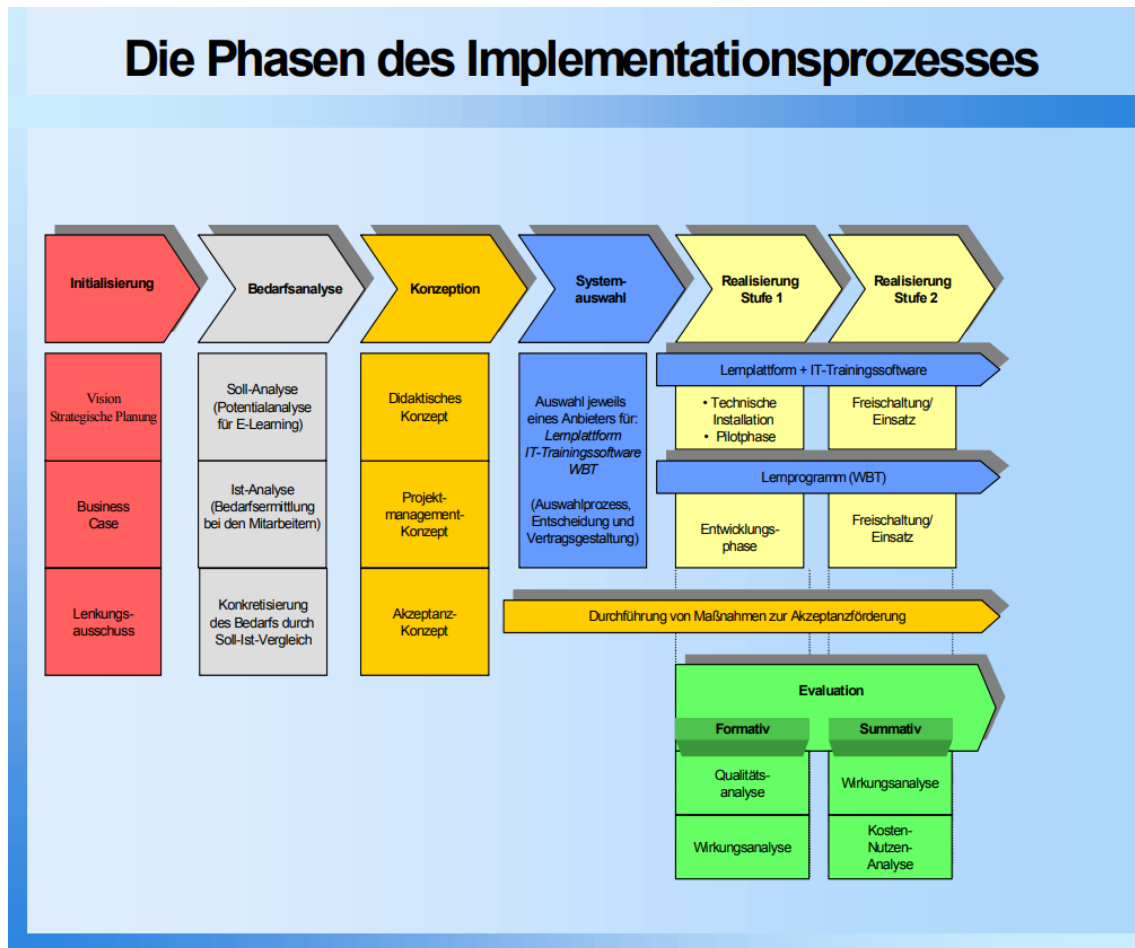 Die Phasen des Implementationsprozesses
Initialisierung
Bedarfsanalyse
Konzeption
System-
auswahl
Realisierung
Stufe 1
Realisierung
Stufe 2
Vision
Strategische Planung
Business
Case
Lenkungs-
ausschuss
Soll-Analyse
(Potentialanalyse
für E-Learning)
Ist-Analyse
(Bedarfsermittlung
bei den Mitarbeitern)
Konkretisierung
des Bedarfs durch
Soll-Ist-Vergleich
Didaktisches
Konzept
Projekt-
management-
Konzept
Akzeptanz-
Konzept
Auswahl jeweils
eines Anbieters für:
Lernplattform
IT-Trainingssoftware
WBT
(Auswahlprozess,
Entscheidung und
Vertragsgestaltung)
Lernplattform + IT-Trainingssoftware
• Technische
Installation
• Pilotphase
Freischaltung/
Einsatz
Lernprogramm (WBT)
Entwicklungs-
phase
Freischaltung/
Einsatz
Durchführung von Maßnahmen zur Akzeptanzförderung
Evaluation
Formativ
Summativ
Qualitäts-
analyse
Wirkungsanalyse
Wirkungsanalyse
Kosten-
Nutzen-
Analyse